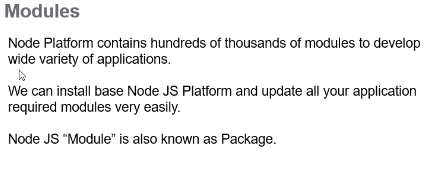 Modules
Node Platform contains hundreds of thousands of modules to develop
wide variety of applications.
We can install base Node JS Platform and update all your application
required modules very easily.
Node JS “Module” is also known as Package.